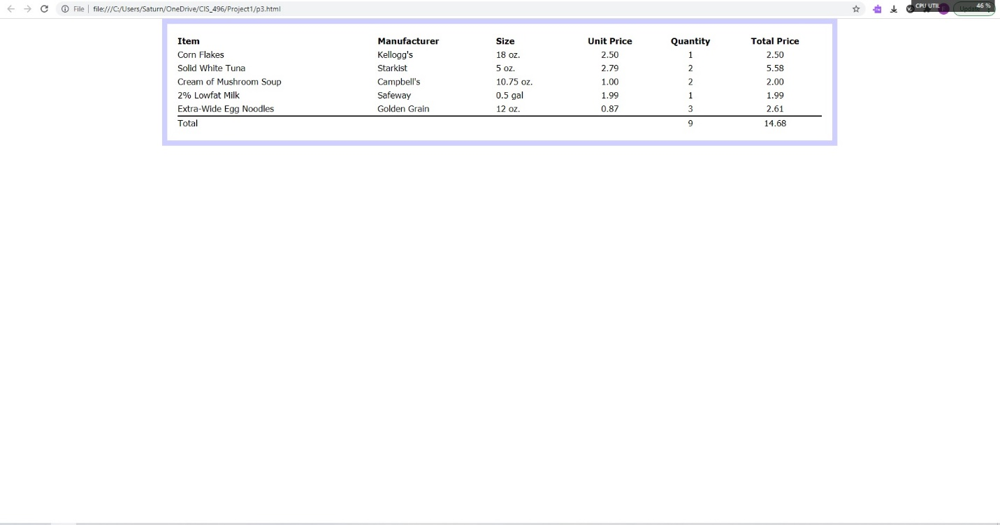 File file:///C:/Users/Saturn/OneDrive/CIS_496/Project1/p3.html CPU UTIL 46 %
Item Manufacturer Size Unit Price Quantity Total Price
Corn Flakes Kellogg's 18 oz. 2.50 1 2.50
Solid White Tuna Starkist 5 oz. 2.79 2 5.58
Cream of Mushroom Soup Campbell's 10.75 oz. 1.00 2 2.00
2% Lowfat Milk Safeway 0.5 gal 1.99 1 1.99
Extra-Wide Egg Noodles Golden Grain 12 oz. 0.87 3 2.61
Total 9 14.68